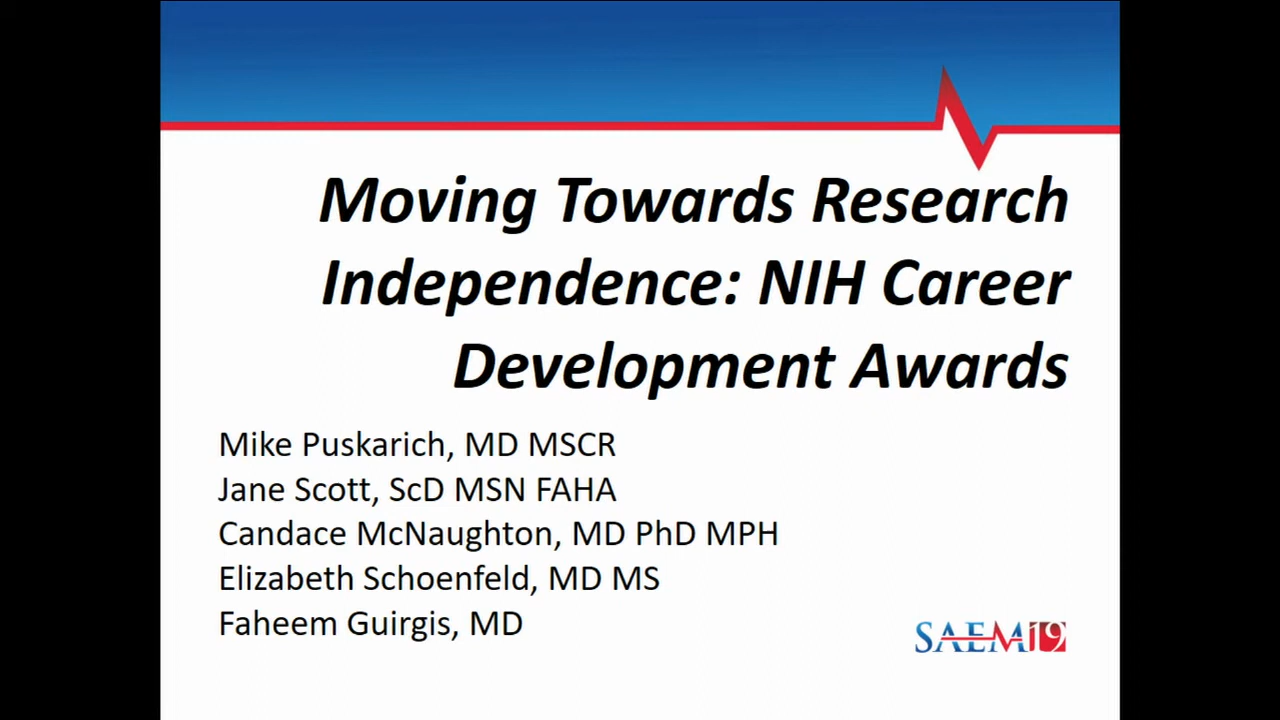 Moving Towards Research
Independence: NIH Career
Development Awards
Mike Puskarich, MD MSCR
Jane Scott, ScD MSN FAHA
Candace McNaughton, MD PhD MPH
Elizabeth Schoenfeld, MD MS
Faheem Guirgis, MD
SAEM19